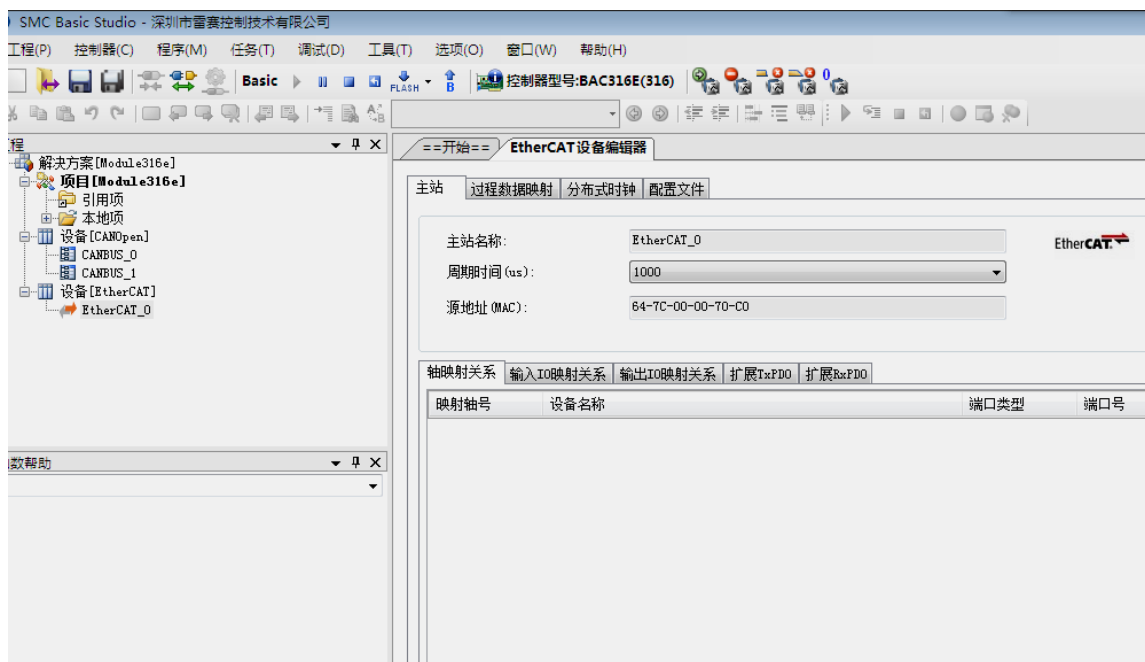 SMC Basic Studio - 深圳市雷赛控制技术有限公司
工程(P) 控制器(C) 程序(M) 任务(T) 调试(D) 工具(T) 选项(O) 窗口(W) 帮助(H)
Basic FLASH B 控制器型号:BAC316E(316) 0
A B
程
==开始== EtherCAT设备编辑器
解决方案[Module316e]
项目[Module316e]
主站 过程数据映射 分布式时钟 配置文件
引用项
本地项
设备[CANOpen]
主站名称: EtherCAT_0 EtherCAT
CANBUS_0
CANBUS_1
周期时间(us): 1000
设备[EtherCAT]
EtherCAT_0
源地址(MAC): 64-7C-00-00-70-C0
轴映射关系 输入IO映射关系 输出IO映射关系 扩展TxPDO 扩展RxPDO
映射轴号 设备名称 端口类型 端口号
数帮助